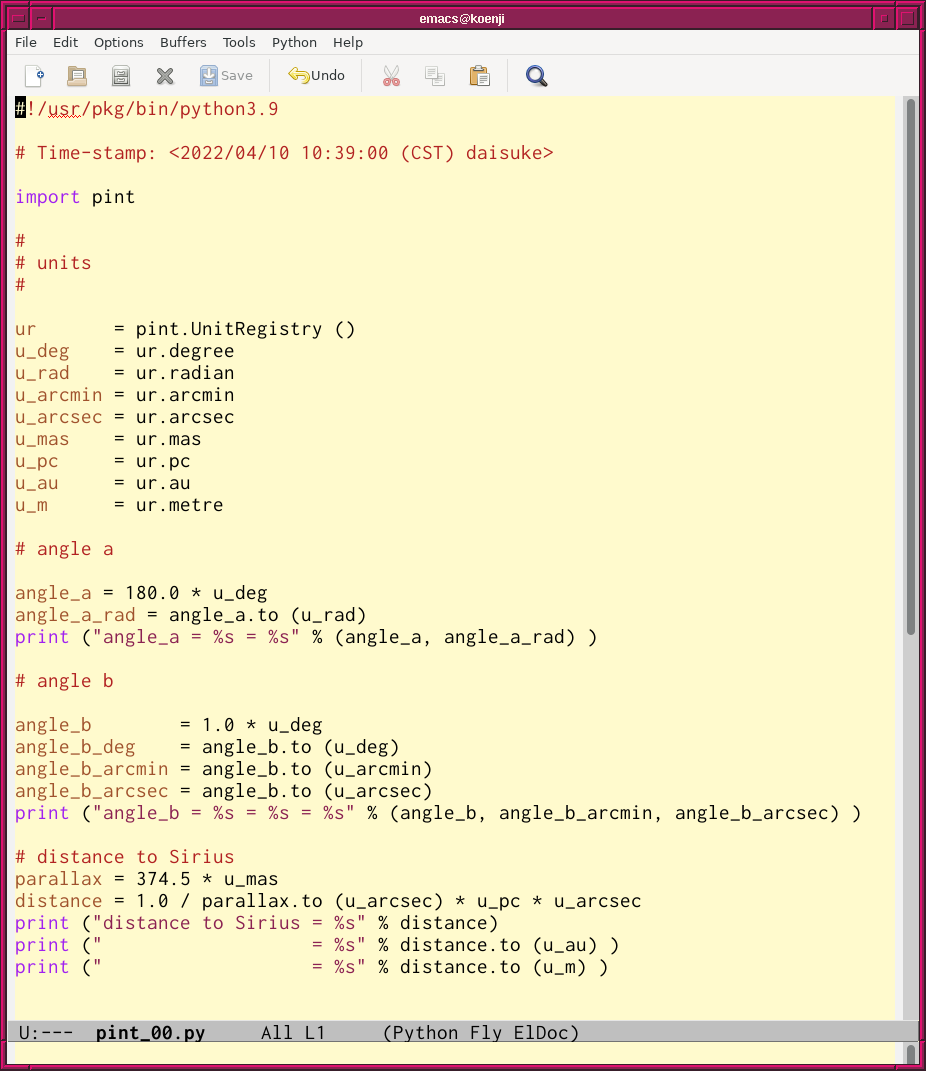 emacs@koenji
File Edit Options Buffers Tools Python Help
Save Undo
#!/usr/pkg/bin/python3.9
# Time-stamp: <2022/04/10 10:39:00 (CST) daisuke>
import pint
#
# units
#
ur       = pint.UnitRegistry ()
u_deg    = ur.degree
u_rad    = ur.radian
u_arcmin = ur.arcmin
u_arcsec = ur.arcsec
u_mas    = ur.mas
u_pc     = ur.pc
u_au     = ur.au
u_m      = ur.metre
# angle a
angle_a = 180.0 * u_deg
angle_a_rad = angle_a.to (u_rad)
print ("angle_a = %s = %s" % (angle_a, angle_a_rad) )
# angle b
angle_b        = 1.0 * u_deg
angle_b_deg    = angle_b.to (u_deg)
angle_b_arcmin = angle_b.to (u_arcmin)
angle_b_arcsec = angle_b.to (u_arcsec)
print ("angle_b = %s = %s = %s" % (angle_b, angle_b_arcmin, angle_b_arcsec) )
# distance to Sirius
parallax = 374.5 * u_mas
distance = 1.0 / parallax.to (u_arcsec) * u_pc * u_arcsec
print ("distance to Sirius = %s" % distance)
print ("                   = %s" % distance.to (u_au) )
print ("                   = %s" % distance.to (u_m) )
U:---  pint_00.py     All L1     (Python Fly ElDoc)